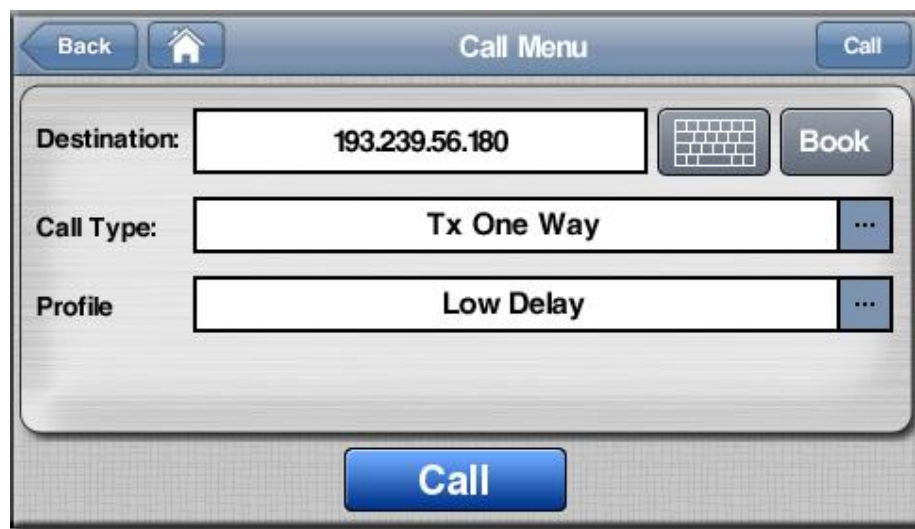 Back Call Menu Call
Destination: 193.239.56.180 Book
Call Type: Tx One Way ...
Profile Low Delay ...
Call